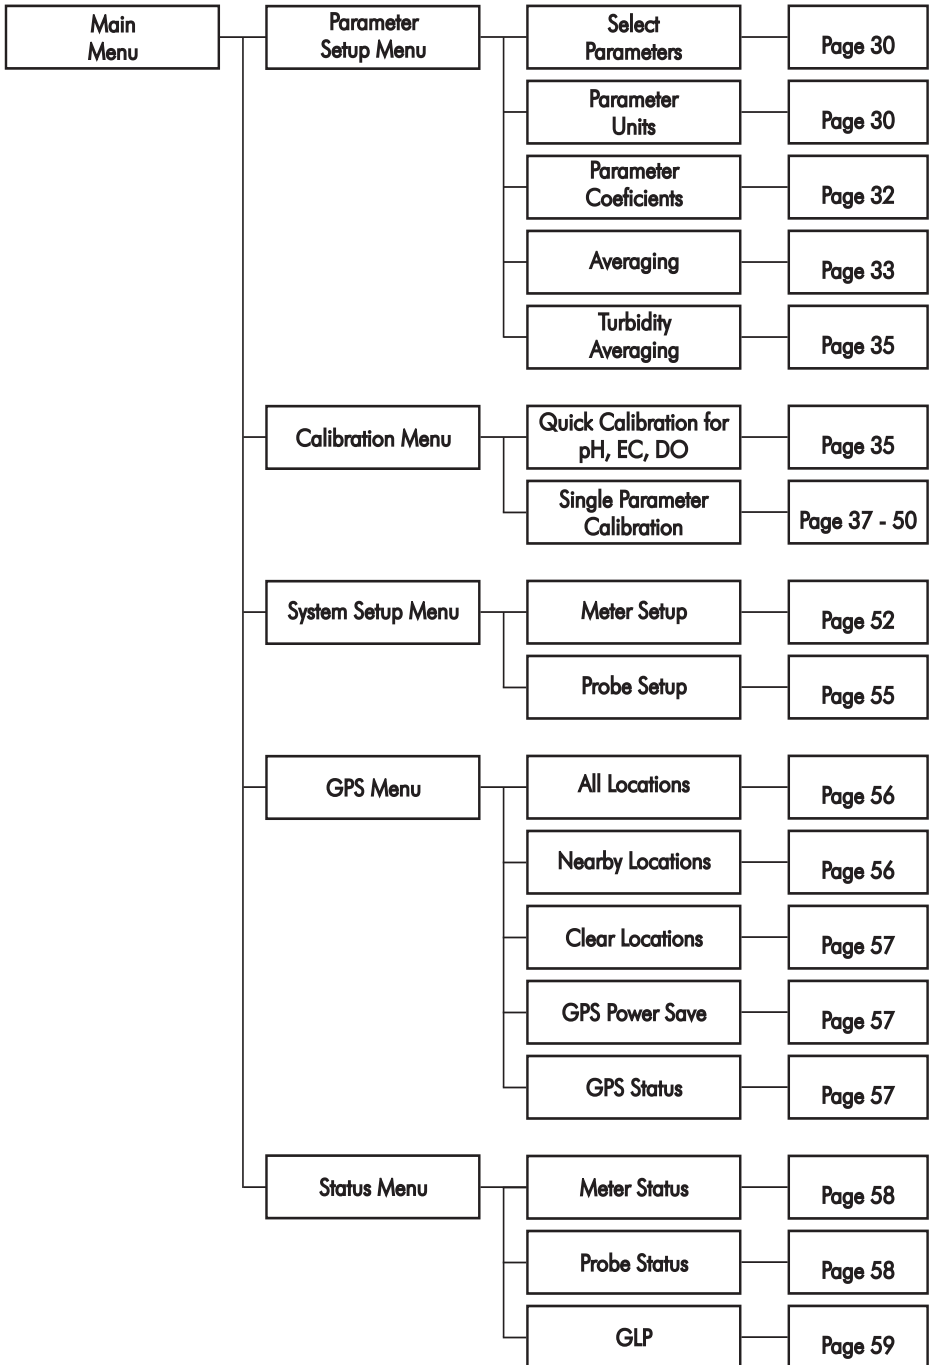 Main
Menu
Parameter
Setup Menu
Select
Parameters
Page 30
Parameter
Units
Page 30
Parameter
Coeficients
Page 32
Averaging
Page 33
Turbidity
Averaging
Page 35
Calibration Menu
Quick Calibration for
pH, EC, DO
Page 35
Single Parameter
Calibration
Page 37 - 50
System Setup Menu
Meter Setup
Page 52
Probe Setup
Page 55
GPS Menu
All Locations
Page 56
Nearby Locations
Page 56
Clear Locations
Page 57
GPS Power Save
Page 57
GPS Status
Page 57
Status Menu
Meter Status
Page 58
Probe Status
Page 58
GLP
Page 59